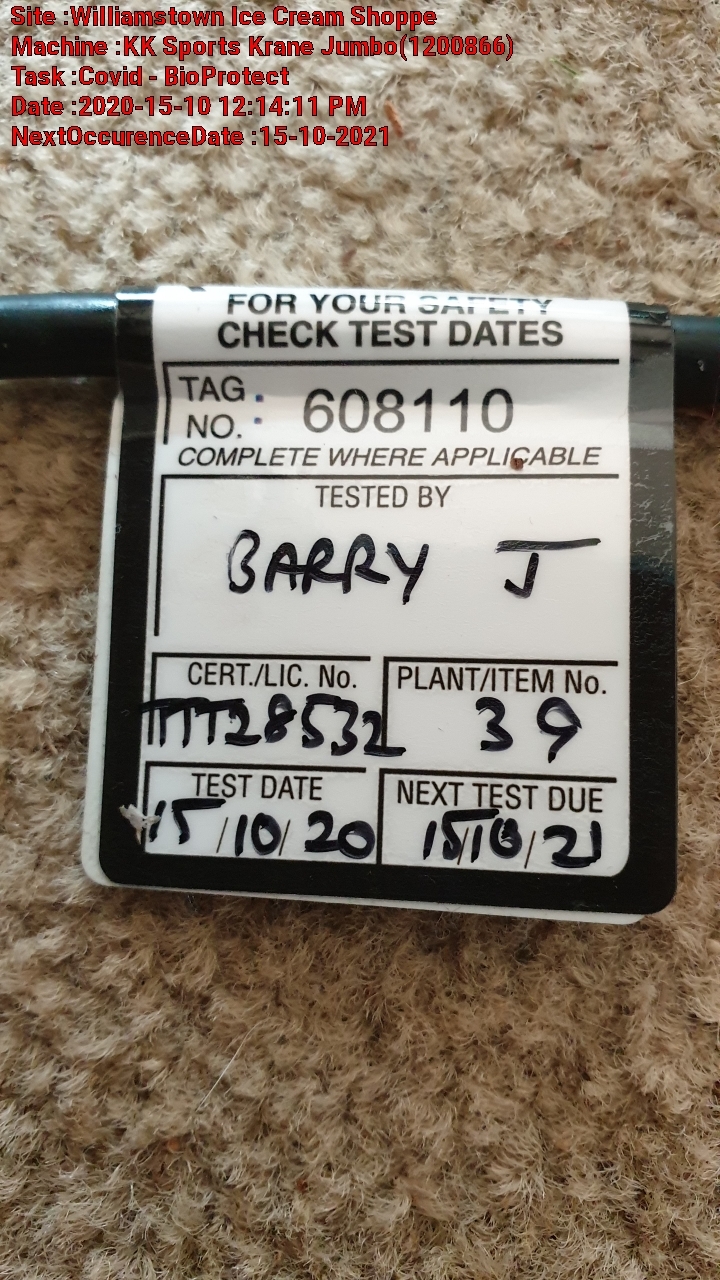 Site :Williamstown Ice Cream Shoppe
Machine :KK Sports Krane Jumbo(1200866)
Task :Covid - BioProtect
Date :2020-15-10 12:14:11 PM
NextOccurenceDate :15-10-2021
FOR YOUR SAFETY
CHECK TEST DATES
TAG NO. : 608110
COMPLETE WHERE APPLICABLE
TESTED BY
BARRY J
CERT./LIC. No. PLANT/ITEM No.
TTT28532 39
TEST DATE NEXT TEST DUE
15/10/20 15/10/21